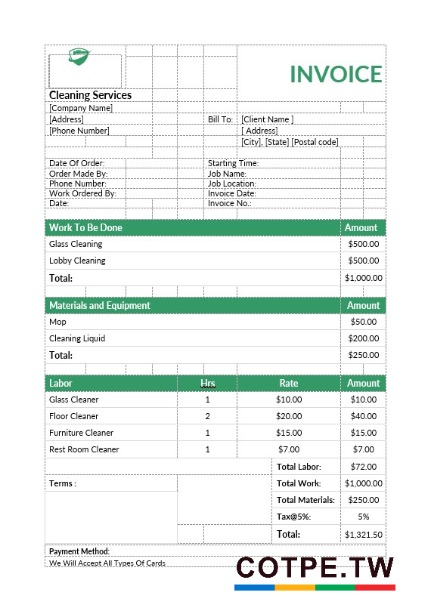 INVOICE
Cleaning Services
[Company Name]
[Address] Bill To: [Client Name ]
[Phone Number] [ Address]
[City], [State] [Postal code]
Date Of Order: Starting Time:
Order Made By: Job Name:
Phone Number: Job Location:
Work Ordered By: Invoice Date:
Date: Invoice No.:
Work To Be Done Amount
Glass Cleaning $500.00
Lobby Cleaning $500.00
Total: $1,000.00
Materials and Equipment Amount
Mop $50.00
Cleaning Liquid $200.00
Total: $250.00
Labor Hrs Rate Amount
Glass Cleaner 1 $10.00 $10.00
Floor Cleaner 2 $20.00 $40.00
Furniture Cleaner 1 $15.00 $15.00
Rest Room Cleaner 1 $7.00 $7.00
Total Labor: $72.00
Terms : Total Work: $1,000.00
Total Materials: $250.00
Tax@5%: 5%
Total: $1,321.50
Payment Method:
We Will Accept All Types Of Cards
COTPE.TW